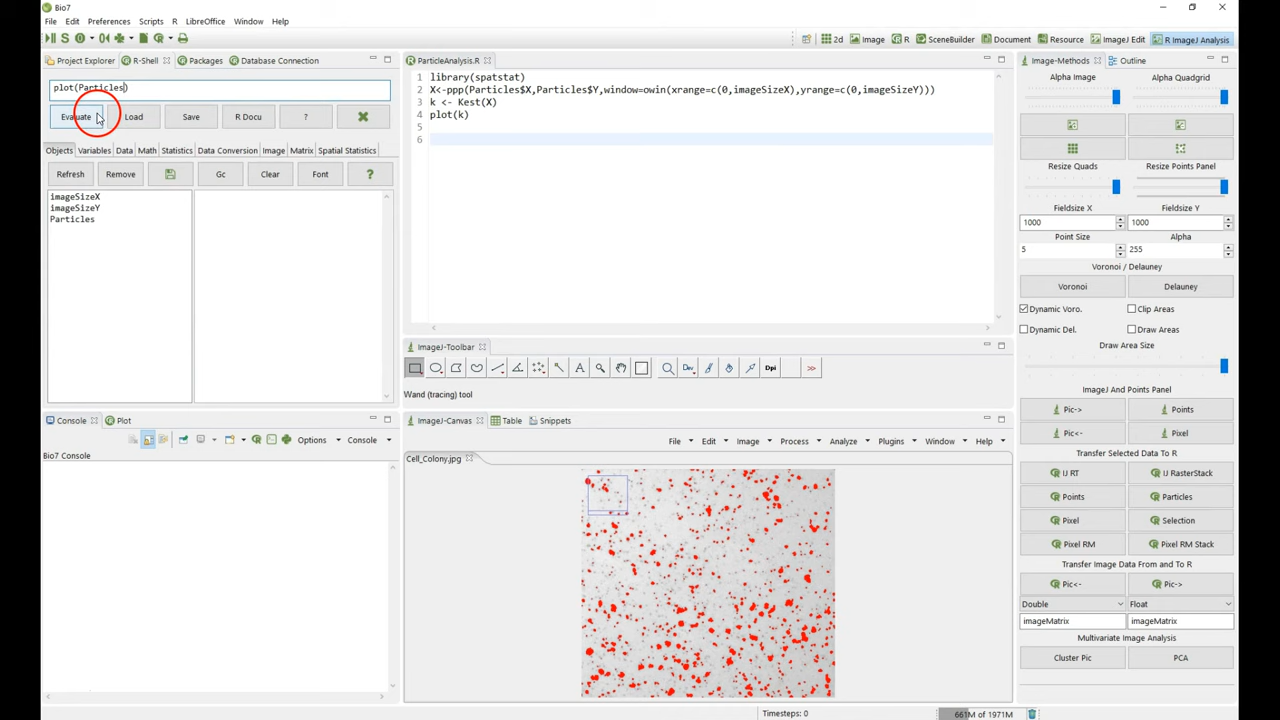 Bio7
File Edit Preferences Scripts R LibreOffice Window Help
2d Image R SceneBuilder Document Resource ImageJ Edit R ImageJ Analysis
Project Explorer R-Shell Packages Database Connection
plot(Particles)
Evaluate Load Save R Docu ?
Objects Variables Data Math Statistics Data Conversion Image Matrix Spatial Statistics
Refresh Remove Gc Clear Font ?
imageSizeX
imageSizeY
Particles
ParticleAnalysis.R
1 library(spatstat)
2 X<-ppp(Particles$X,Particles$Y,window=owin(xrange=c(0,imageSizeX),yrange=c(0,imageSizeY)))
3 k <- Kest(X)
4 plot(k)
5
6
ImageJ-Toolbar
A Dev Dpi >>
Wand (tracing) tool
Console Plot
Options Console
Bio7 Console
ImageJ-Canvas Table Snippets
File Edit Image Process Analyze Plugins Window Help
Cell_Colony.jpg
Image-Methods Outline
Alpha Image Alpha Quadgrid
Resize Quads Resize Points Panel
Fieldsize X Fieldsize Y
1000 1000
Point Size Alpha
5 255
Voronoi / Delauney
Voronoi Delauney
Dynamic Voro. Clip Areas
Dynamic Del. Draw Areas
Draw Area Size
ImageJ And Points Panel
Pic-> Points
Pic<- Pixel
Transfer Selected Data To R
IJ RT IJ RasterStack
Points Particles
Pixel Selection
Pixel RM Pixel RM Stack
Transfer Image Data From and To R
Pic<- Pic->
Double Float
imageMatrix imageMatrix
Multivariate Image Analysis
Cluster Pic PCA
Timesteps: 0 661M of 1971M